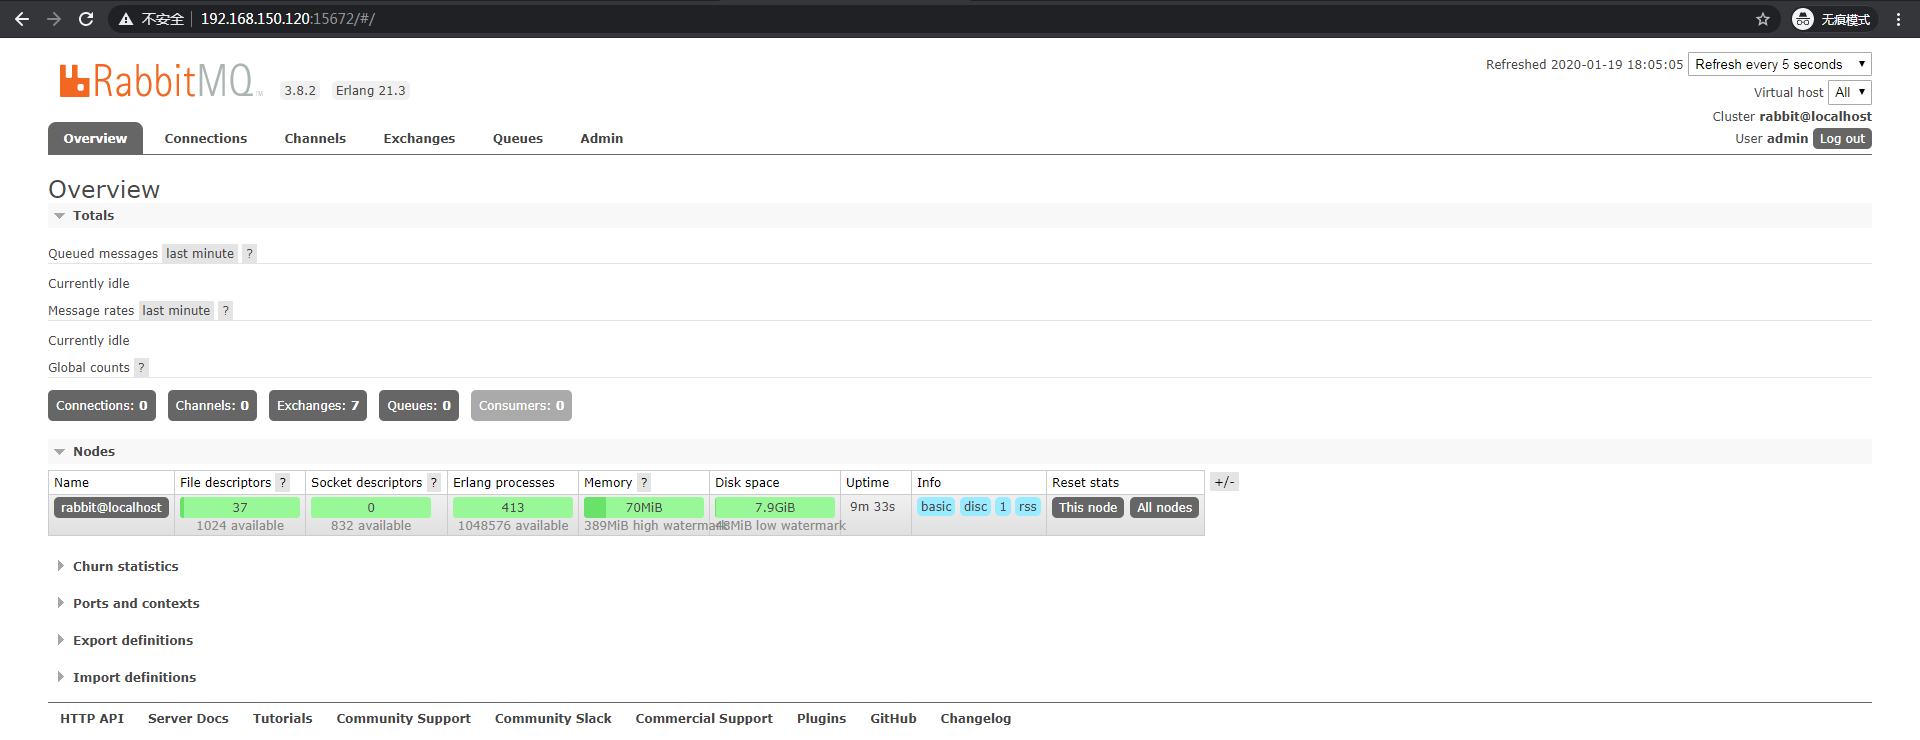 不安全 192.168.150.120:15672/#/ 无痕模式
RabbitMQ TM 3.8.2 Erlang 21.3
Refreshed 2020-01-19 18:05:05 Refresh every 5 seconds
Virtual host All
Cluster rabbit@localhost
User admin Log out
Overview Connections Channels Exchanges Queues Admin
Overview
Totals
Queued messages last minute ?
Currently idle
Message rates last minute ?
Currently idle
Global counts ?
Connections: 0 Channels: 0 Exchanges: 7 Queues: 0 Consumers: 0
Nodes
Name File descriptors ? Socket descriptors ? Erlang processes Memory ? Disk space Uptime Info Reset stats +/-
rabbit@localhost 37 0 413 70MiB 7.9GiB 9m 33s basic disc 1 rss This node All nodes
1024 available 832 available 1048576 available 389MiB high watermark 48MiB low watermark
Churn statistics
Ports and contexts
Export definitions
Import definitions
HTTP API Server Docs Tutorials Community Support Community Slack Commercial Support Plugins GitHub Changelog